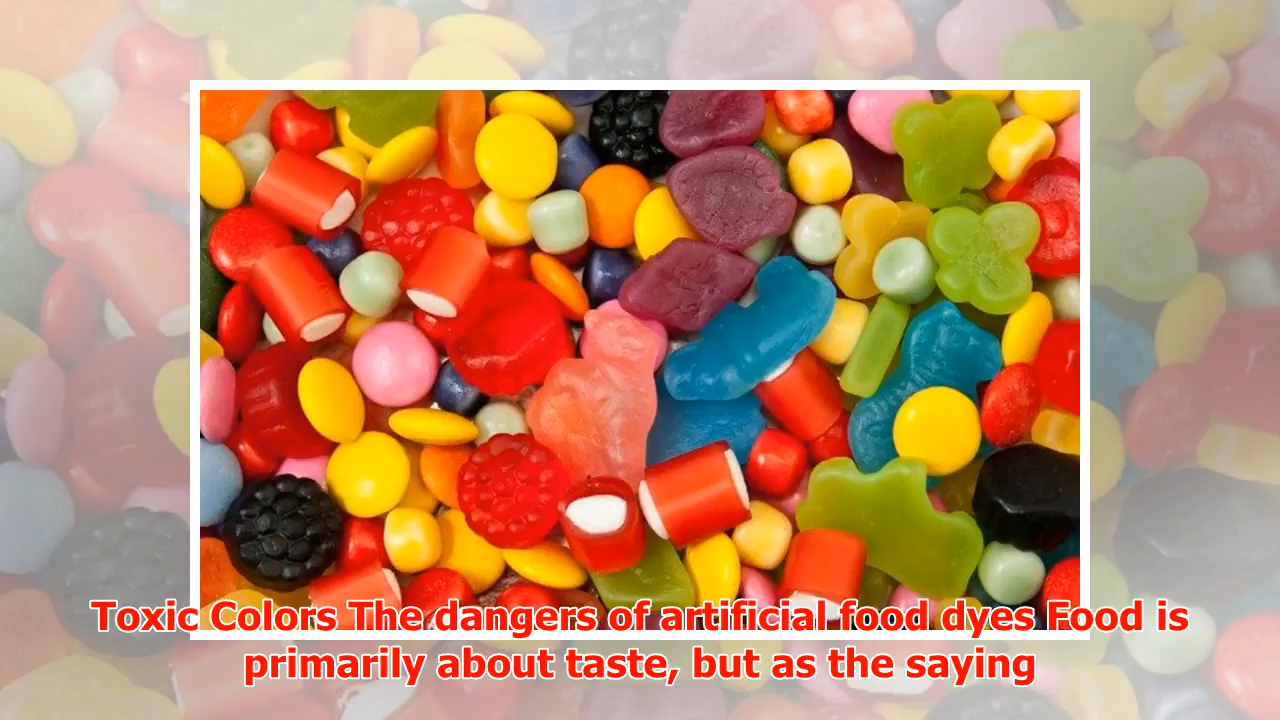 Toxic Colors The dangers of artificial food dyes Food is
primarily about taste, but as the saying